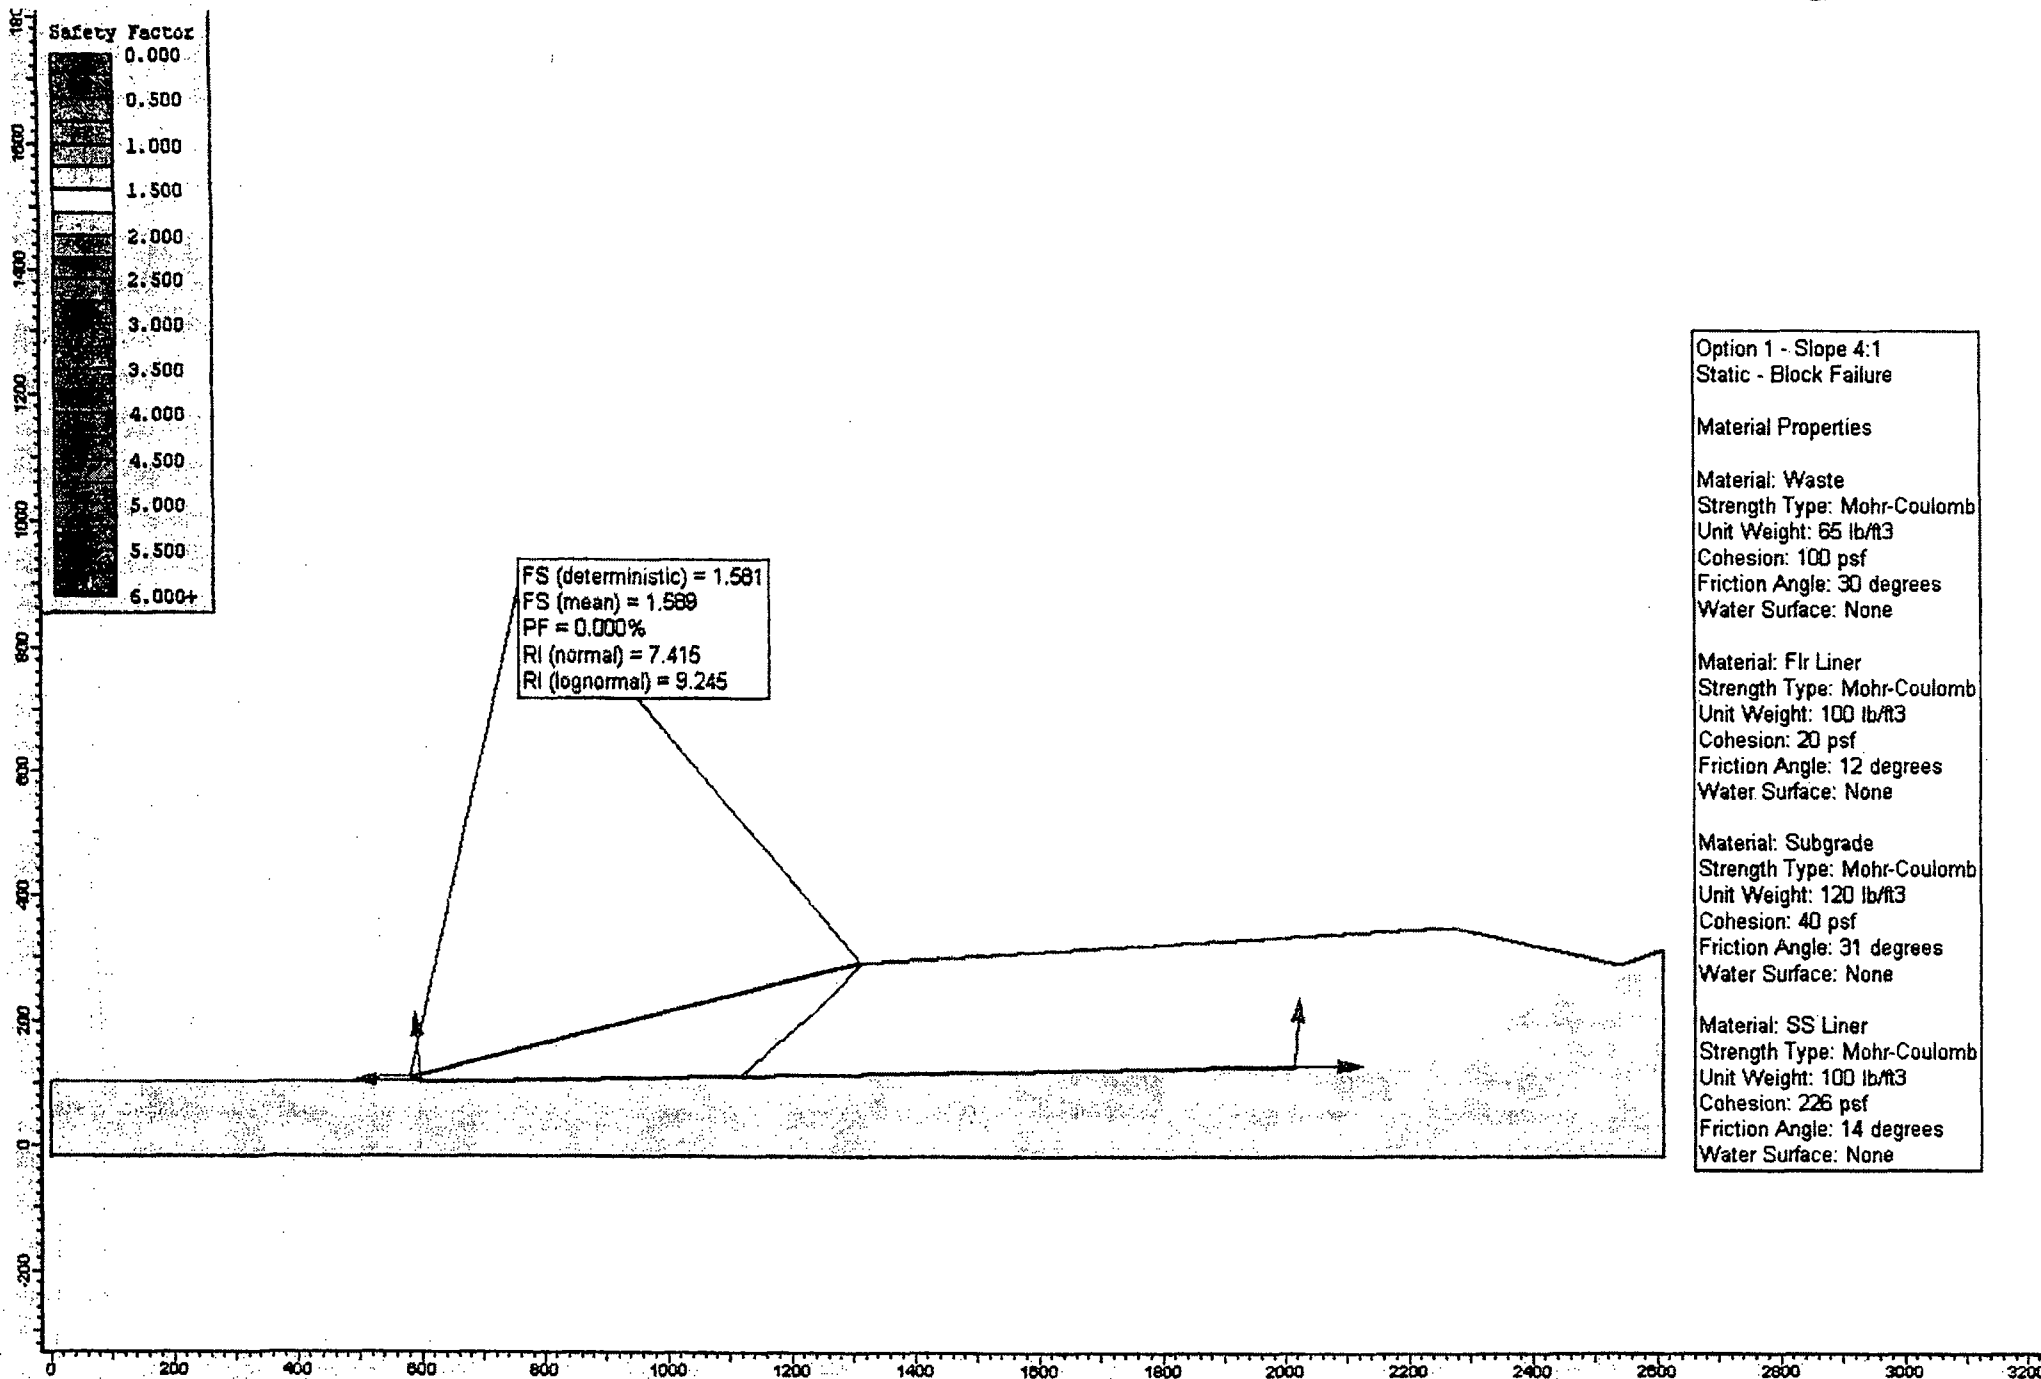 Safety Factor
0.000
0.500
1.000
1.500
2.000
2.500
3.000
3.500
4.000
4.500
5.000
5.500
6.000+
1600
1400
1200
1000
800
600
400
200
0
-200
FS (deterministic) = 1.581
FS (mean) = 1.589
PF = 0.000%
RI (normal) = 7.415
RI (lognormal) = 9.245
Option 1 - Slope 4:1
Static - Block Failure
Material Properties
Material: Waste
Strength Type: Mohr-Coulomb
Unit Weight: 65 lb/ft3
Cohesion: 100 psf
Friction Angle: 30 degrees
Water Surface: None
Material: Flr Liner
Strength Type: Mohr-Coulomb
Unit Weight: 100 lb/ft3
Cohesion: 20 psf
Friction Angle: 12 degrees
Water Surface: None
Material: Subgrade
Strength Type: Mohr-Coulomb
Unit Weight: 120 lb/ft3
Cohesion: 40 psf
Friction Angle: 31 degrees
Water Surface: None
Material: SS Liner
Strength Type: Mohr-Coulomb
Unit Weight: 100 lb/ft3
Cohesion: 226 psf
Friction Angle: 14 degrees
Water Surface: None
0 200 400 600 800 1000 1200 1400 1600 1800 2000 2200 2400 2600 2800 3000 3200